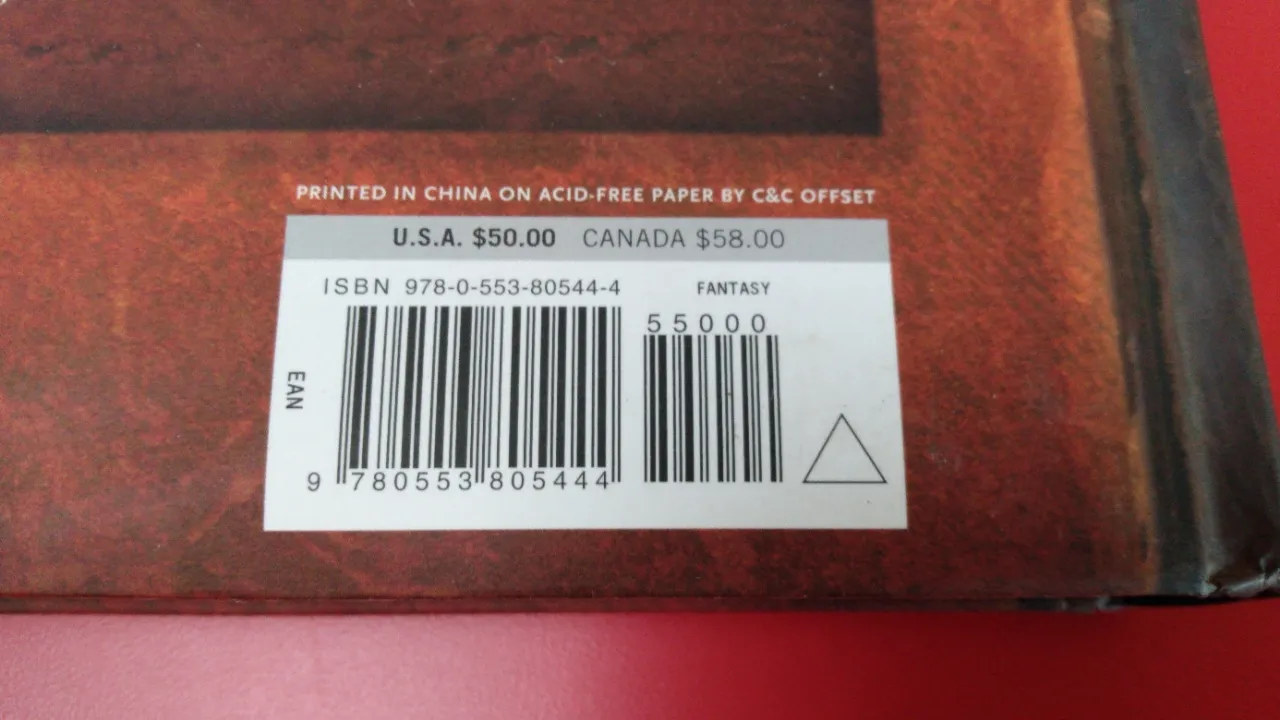 PRINTED IN CHINA ON ACID-FREE PAPER BY C&C OFFSET
U.S.A. $50.00 CANADA $58.00
ISBN 978-0-553-80544-4
FANTASY
55000
EAN
9 780553 805444